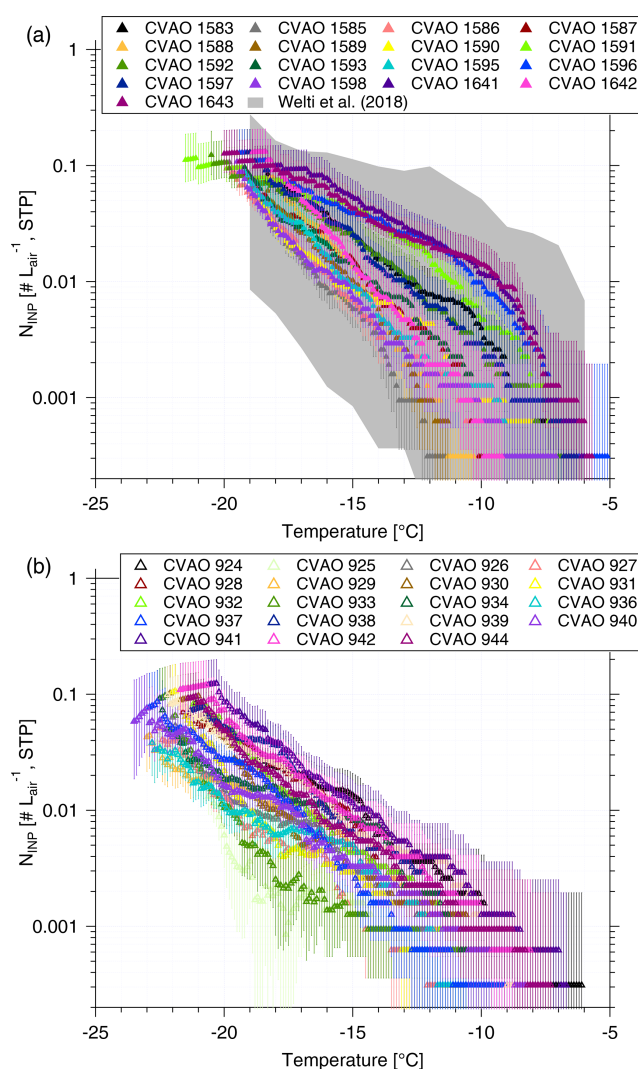 (a)
CVAO 1583 CVAO 1585 CVAO 1586 CVAO 1587
CVAO 1588 CVAO 1589 CVAO 1590 CVAO 1591
CVAO 1592 CVAO 1593 CVAO 1595 CVAO 1596
CVAO 1597 CVAO 1598 CVAO 1641 CVAO 1642
CVAO 1643 Welti et al. (2018)
1
0.1
0.01
0.001
N_INP [# L_air^-1, STP]
-25 -20 -15 -10 -5
Temperature [°C]
(b)
CVAO 924 CVAO 925 CVAO 926 CVAO 927
CVAO 928 CVAO 929 CVAO 930 CVAO 931
CVAO 932 CVAO 933 CVAO 934 CVAO 936
CVAO 937 CVAO 938 CVAO 939 CVAO 940
CVAO 941 CVAO 942 CVAO 944
1
0.1
0.01
0.001
N_INP [# L_air^-1, STP]
-25 -20 -15 -10 -5
Temperature [°C]